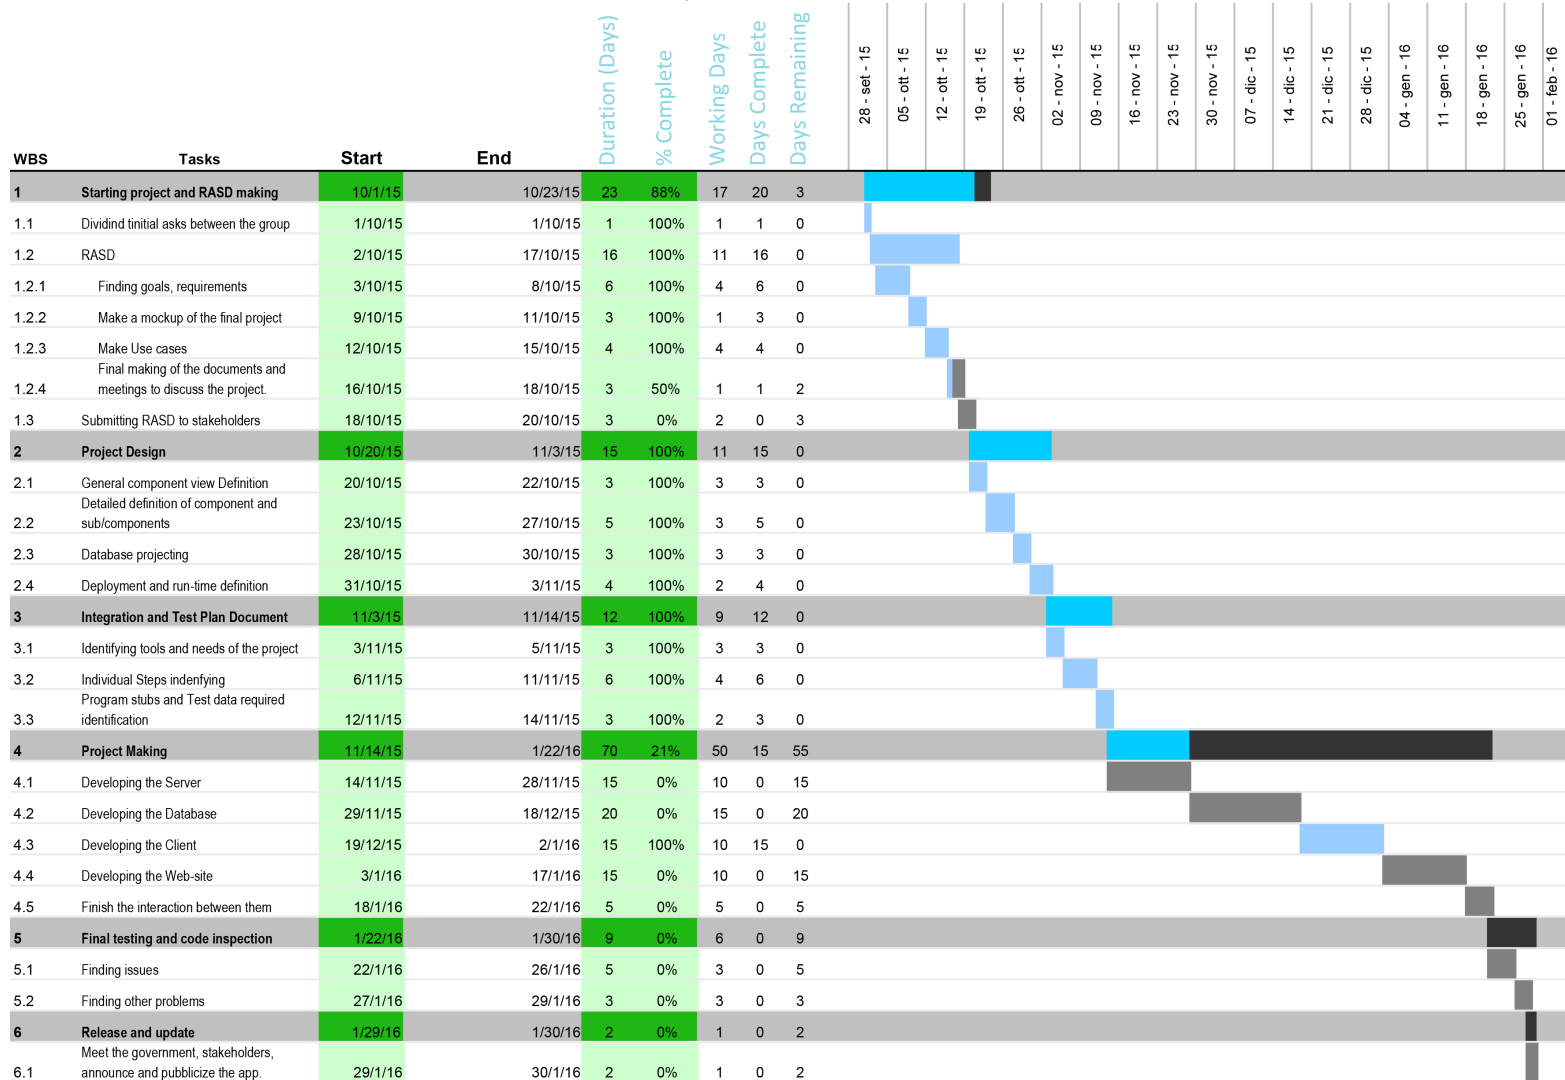 Duration (Days)
% Complete
Working Days
Days Complete
Days Remaining
28 - set - 15
05 - ott - 15
12 - ott - 15
19 - ott - 15
26 - ott - 15
02 - nov - 15
09 - nov - 15
16 - nov - 15
23 - nov - 15
30 - nov - 15
07 - dic - 15
14 - dic - 15
21 - dic - 15
28 - dic - 15
04 - gen - 16
11 - gen - 16
18 - gen - 16
25 - gen - 16
01 - feb - 16
WBS Tasks Start End
1 Starting project and RASD making 10/1/15 10/23/15 23 88% 17 20 3
1.1 Dividind tinitial asks between the group 1/10/15 1/10/15 1 100% 1 1 0
1.2 RASD 2/10/15 17/10/15 16 100% 11 16 0
1.2.1 Finding goals, requirements 3/10/15 8/10/15 6 100% 4 6 0
1.2.2 Make a mockup of the final project 9/10/15 11/10/15 3 100% 1 3 0
1.2.3 Make Use cases 12/10/15 15/10/15 4 100% 4 4 0
Final making of the documents and
1.2.4 meetings to discuss the project. 16/10/15 18/10/15 3 50% 1 1 2
1.3 Submitting RASD to stakeholders 18/10/15 20/10/15 3 0% 2 0 3
2 Project Design 10/20/15 11/3/15 15 100% 11 15 0
2.1 General component view Definition 20/10/15 22/10/15 3 100% 3 3 0
Detailed definition of component and
2.2 sub/components 23/10/15 27/10/15 5 100% 3 5 0
2.3 Database projecting 28/10/15 30/10/15 3 100% 3 3 0
2.4 Deployment and run-time definition 31/10/15 3/11/15 4 100% 2 4 0
3 Integration and Test Plan Document 11/3/15 11/14/15 12 100% 9 12 0
3.1 Identifying tools and needs of the project 3/11/15 5/11/15 3 100% 3 3 0
3.2 Individual Steps indenfying 6/11/15 11/11/15 6 100% 4 6 0
Program stubs and Test data required
3.3 identification 12/11/15 14/11/15 3 100% 2 3 0
4 Project Making 11/14/15 1/22/16 70 21% 50 15 55
4.1 Developing the Server 14/11/15 28/11/15 15 0% 10 0 15
4.2 Developing the Database 29/11/15 18/12/15 20 0% 15 0 20
4.3 Developing the Client 19/12/15 2/1/16 15 100% 10 15 0
4.4 Developing the Web-site 3/1/16 17/1/16 15 0% 10 0 15
4.5 Finish the interaction between them 18/1/16 22/1/16 5 0% 5 0 5
5 Final testing and code inspection 1/22/16 1/30/16 9 0% 6 0 9
5.1 Finding issues 22/1/16 26/1/16 5 0% 3 0 5
5.2 Finding other problems 27/1/16 29/1/16 3 0% 3 0 3
6 Release and update 1/29/16 1/30/16 2 0% 1 0 2
Meet the government, stakeholders,
6.1 announce and pubblicize the app. 29/1/16 30/1/16 2 0% 1 0 2